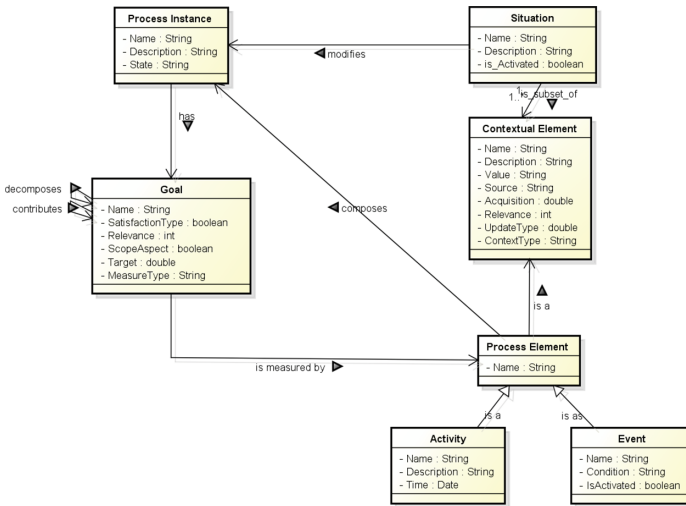 Process Instance
- Name : String
- Description : String
- State : String
Situation
- Name : String
- Description : String
- is_Activated : boolean
modifies
1..*
1
is_subset_of
has
Contextual Element
- Name : String
- Description : String
- Value : String
- Source : String
- Acquisition : double
- Relevance : int
- UpdateType : double
- ContextType : String
decomposes
contributes
Goal
- Name : String
- SatisfactionType : boolean
- Relevance : int
- ScopeAspect : boolean
- Target : double
- MeasureType : String
composes
is a
Process Element
- Name : String
is measured by
is a
is as
Activity
- Name : String
- Description : String
- Time : Date
Event
- Name : String
- Condition : String
- IsActivated : boolean